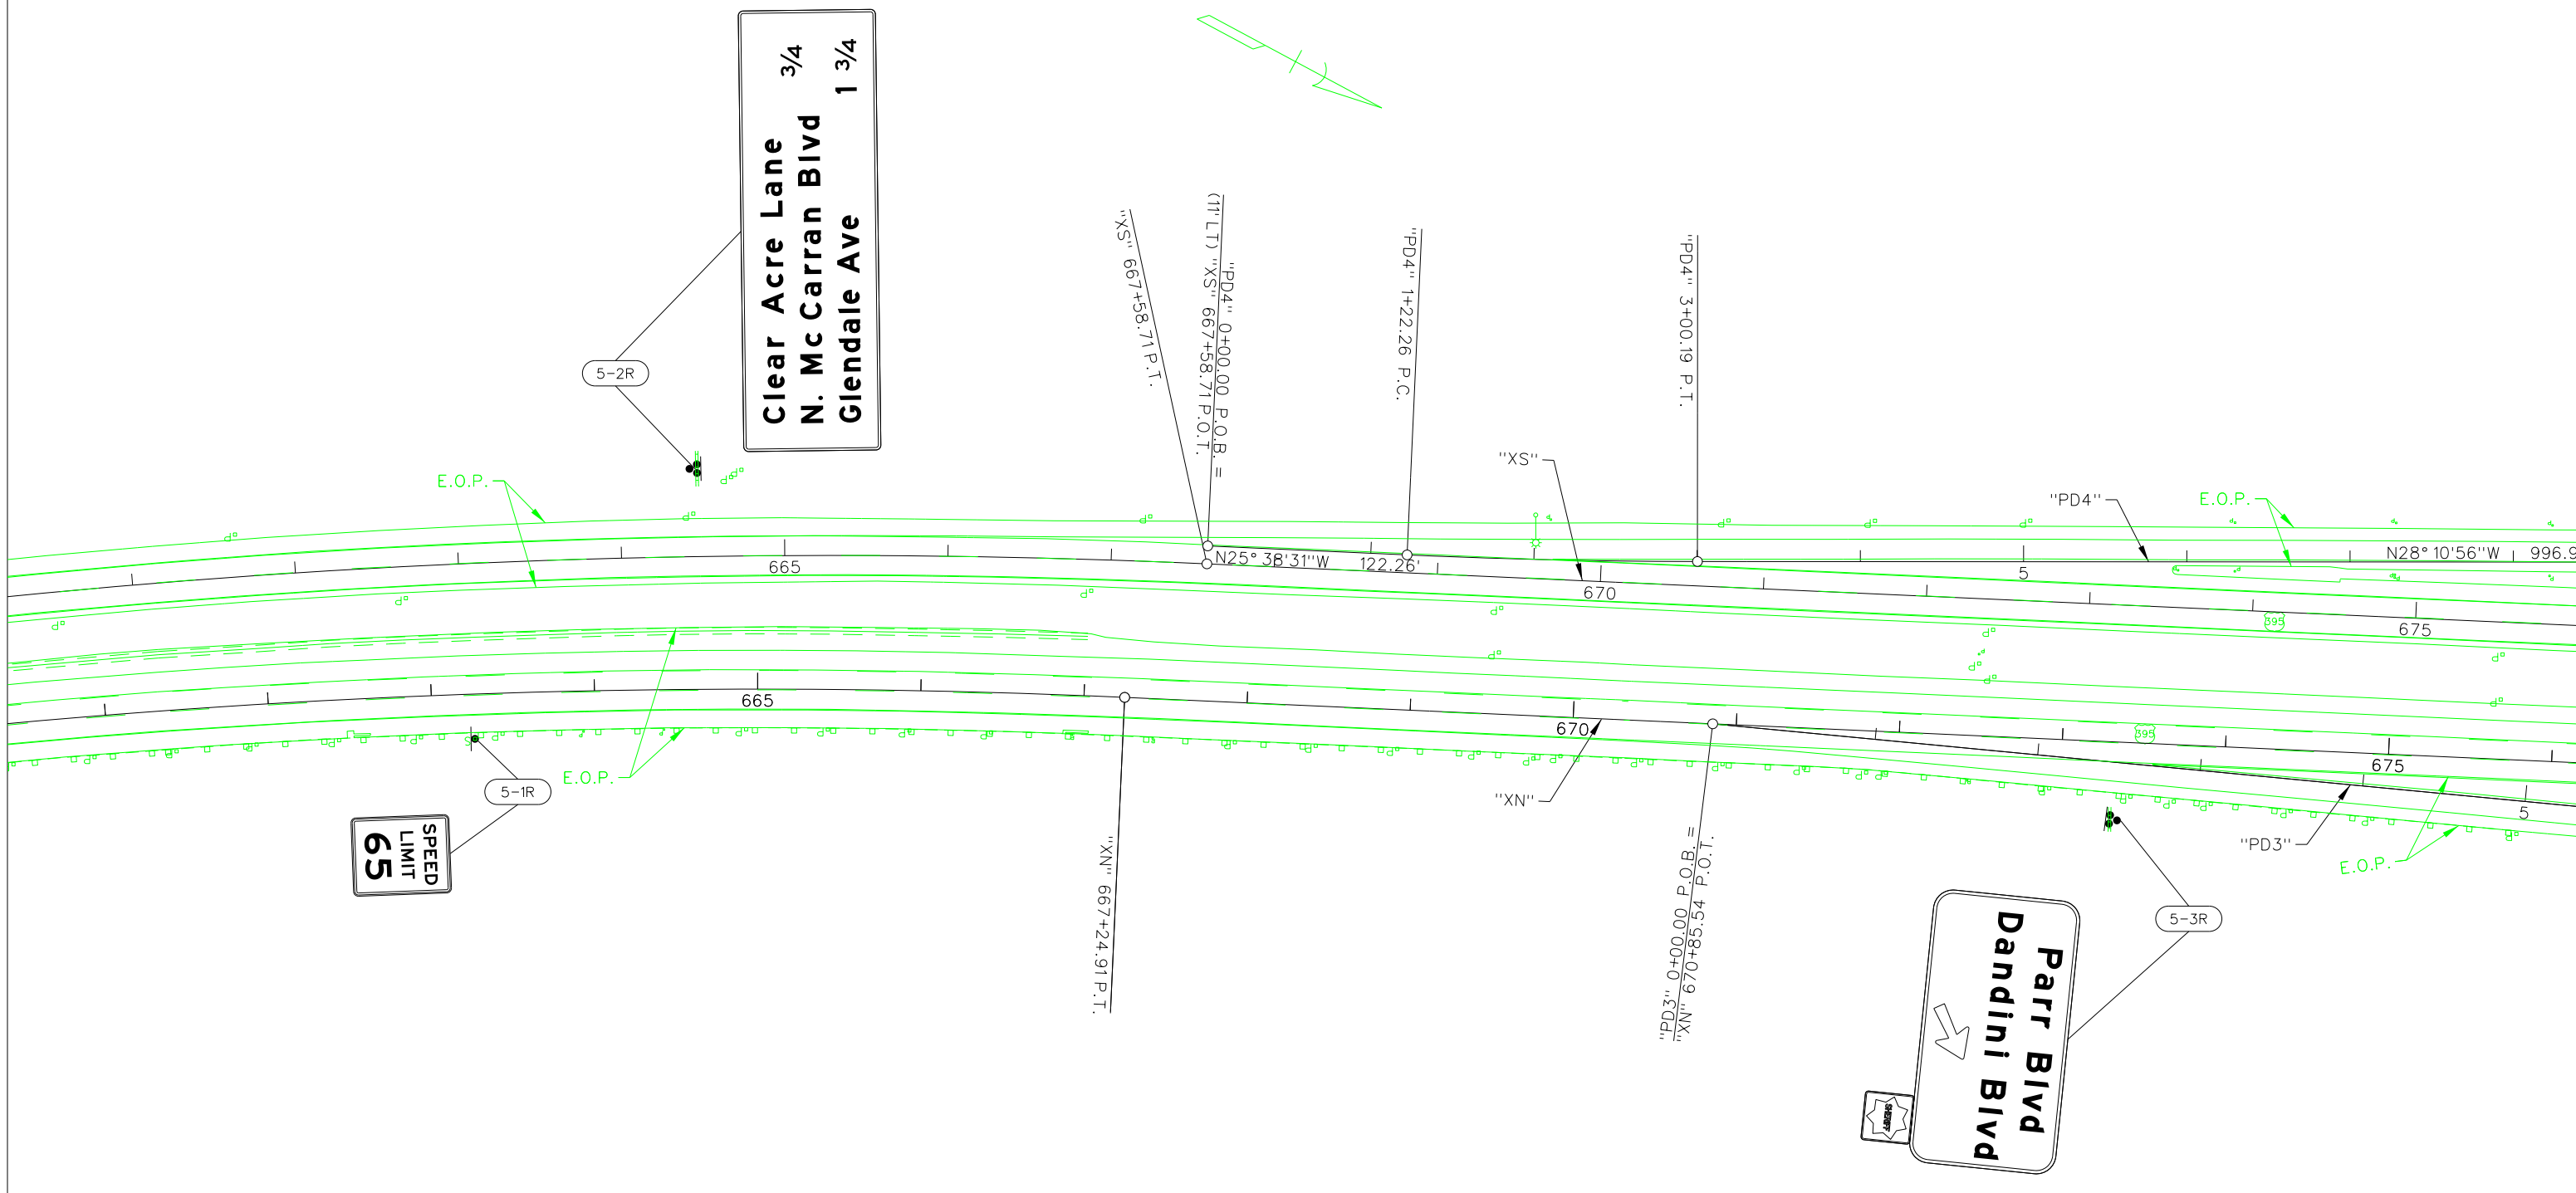 Clear Acre Lane 3/4
N. McCarran Blvd
Glendale Ave 1 3/4
5-2R
"XS" 667+58.71 P.T.
(11' LT) "XS" 667+58.71 P.O.T.
"PD4" 0+00.00 P.O.B. =
"PD4" 1+22.26 P.C.
"PD4" 3+00.19 P.T.
"XS"
E.O.P.
"PD4"
E.O.P.
N25° 38'31"W 122.26'
N28° 10'56"W 996.9
665
670
5
675
395
665
670
395
675
5
5-1R
E.O.P.
SPEED
LIMIT
65
"XN"
"XN" 667+24.91 P.T.
"PD3" 0+00.00 P.O.B. =
"XN" 670+85.54 P.O.T.
"PD3"
E.O.P.
5-3R
Parr Blvd
Dandini Blvd
SHERIFF